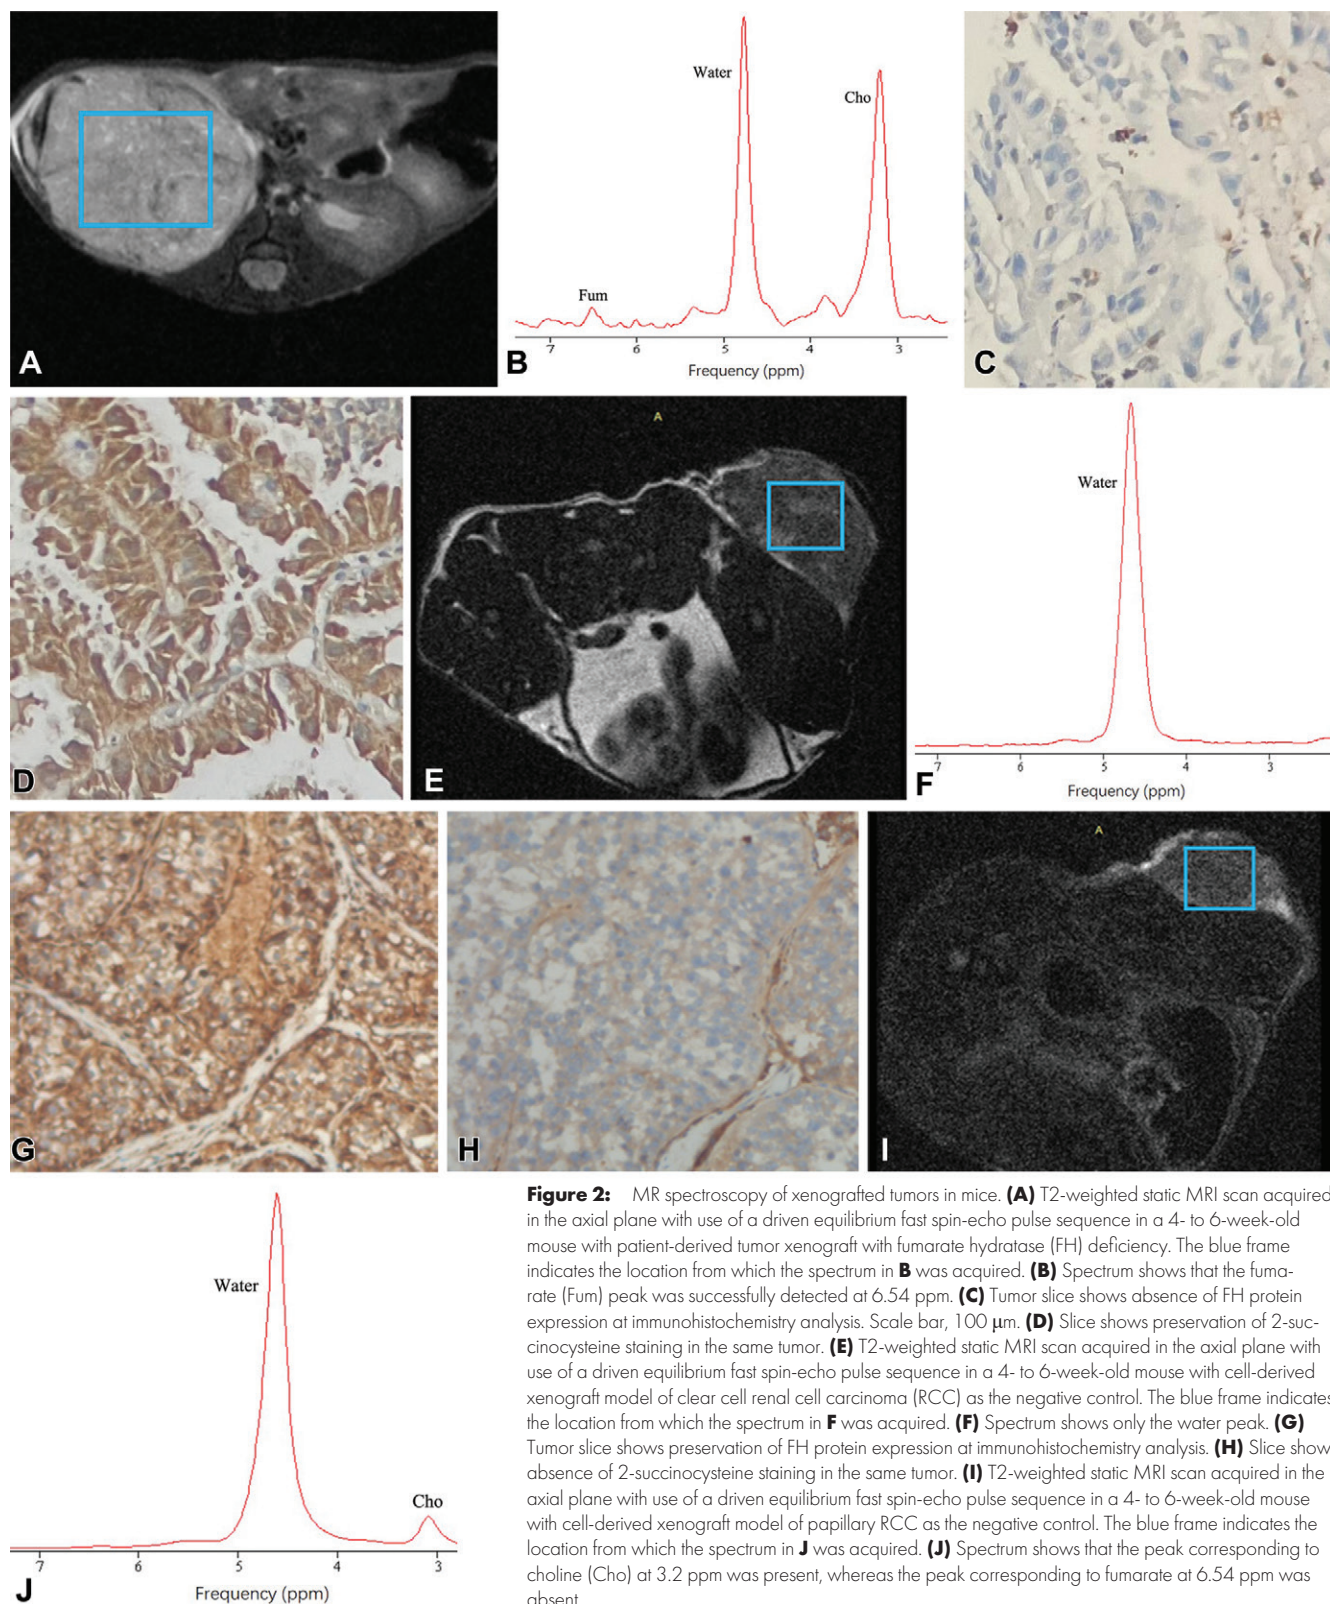 A
Water
Cho
Fum
7 6 5 4 3
Frequency (ppm)
B
C
D
A
E
Water
7 6 5 4 3
Frequency (ppm)
F
G
H
A
I
Water
Cho
7 6 5 4 3
Frequency (ppm)
J
Figure 2: MR spectroscopy of xenografted tumors in mice. (A) T2-weighted static MRI scan acquired
in the axial plane with use of a driven equilibrium fast spin-echo pulse sequence in a 4- to 6-week-old
mouse with patient-derived tumor xenograft with fumarate hydratase (FH) deficiency. The blue frame
indicates the location from which the spectrum in B was acquired. (B) Spectrum shows that the fuma-
rate (Fum) peak was successfully detected at 6.54 ppm. (C) Tumor slice shows absence of FH protein
expression at immunohistochemistry analysis. Scale bar, 100 μm. (D) Slice shows preservation of 2-suc-
cinocysteine staining in the same tumor. (E) T2-weighted static MRI scan acquired in the axial plane with
use of a driven equilibrium fast spin-echo pulse sequence in a 4- to 6-week-old mouse with cell-derived
xenograft model of clear cell renal cell carcinoma (RCC) as the negative control. The blue frame indicates
the location from which the spectrum in F was acquired. (F) Spectrum shows only the water peak. (G)
Tumor slice shows preservation of FH protein expression at immunohistochemistry analysis. (H) Slice show
absence of 2-succinocysteine staining in the same tumor. (I) T2-weighted static MRI scan acquired in the
axial plane with use of a driven equilibrium fast spin-echo pulse sequence in a 4- to 6-week-old mouse
with cell-derived xenograft model of papillary RCC as the negative control. The blue frame indicates the
location from which the spectrum in J was acquired. (J) Spectrum shows that the peak corresponding to
choline (Cho) at 3.2 ppm was present, whereas the peak corresponding to fumarate at 6.54 ppm was
absent